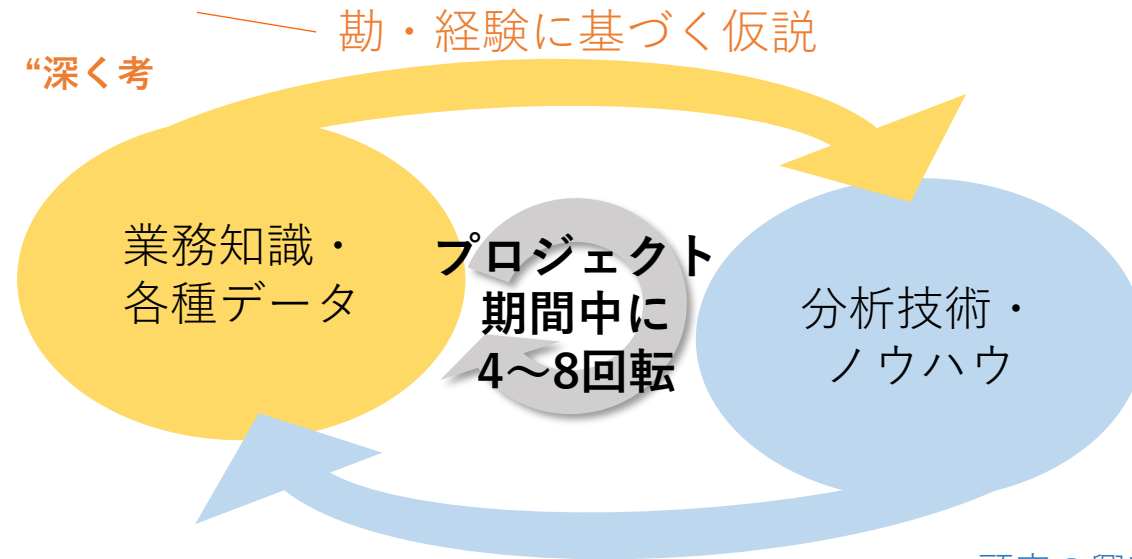 勘・経験に基づく仮説
“深く考
業務知識・
各種データ
プロジェクト
期間中に
4～8回転
分析技術・
ノウハウ